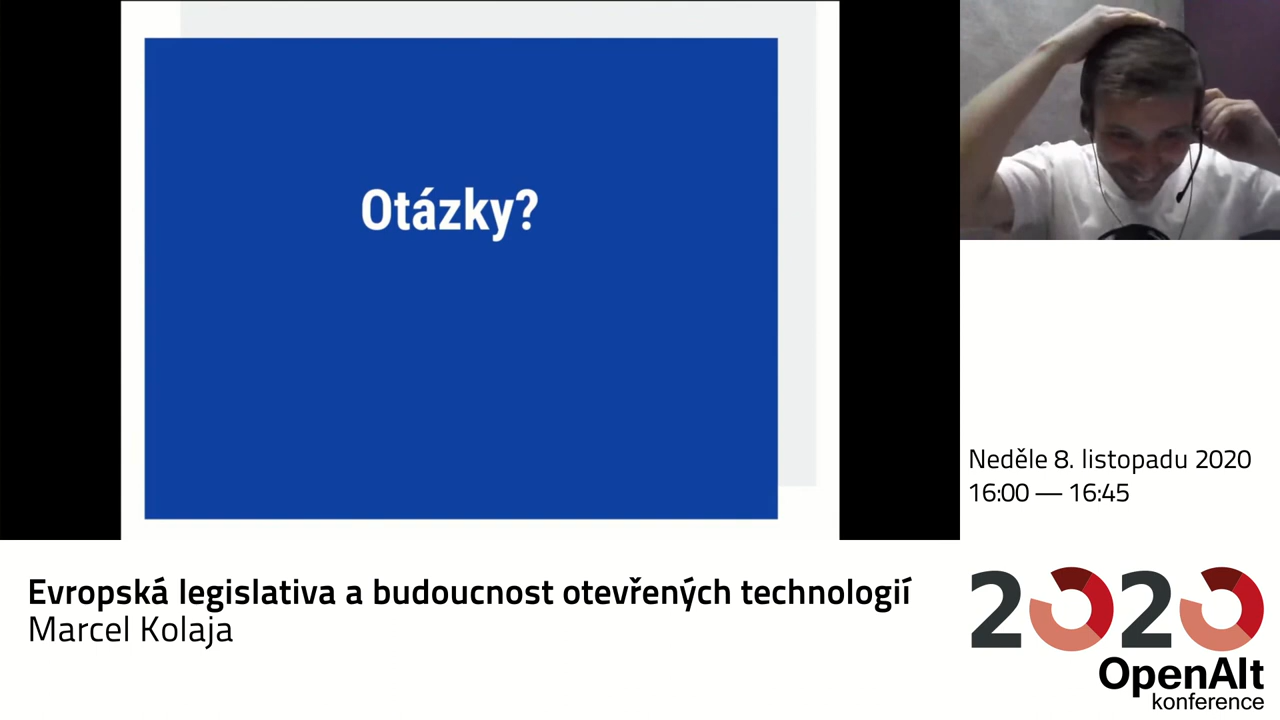 Otázky?
Neděle 8. listopadu 2020
16:00 — 16:45
Evropská legislativa a budoucnost otevřených technologií
Marcel Kolaja
2020
OpenAlt
konference